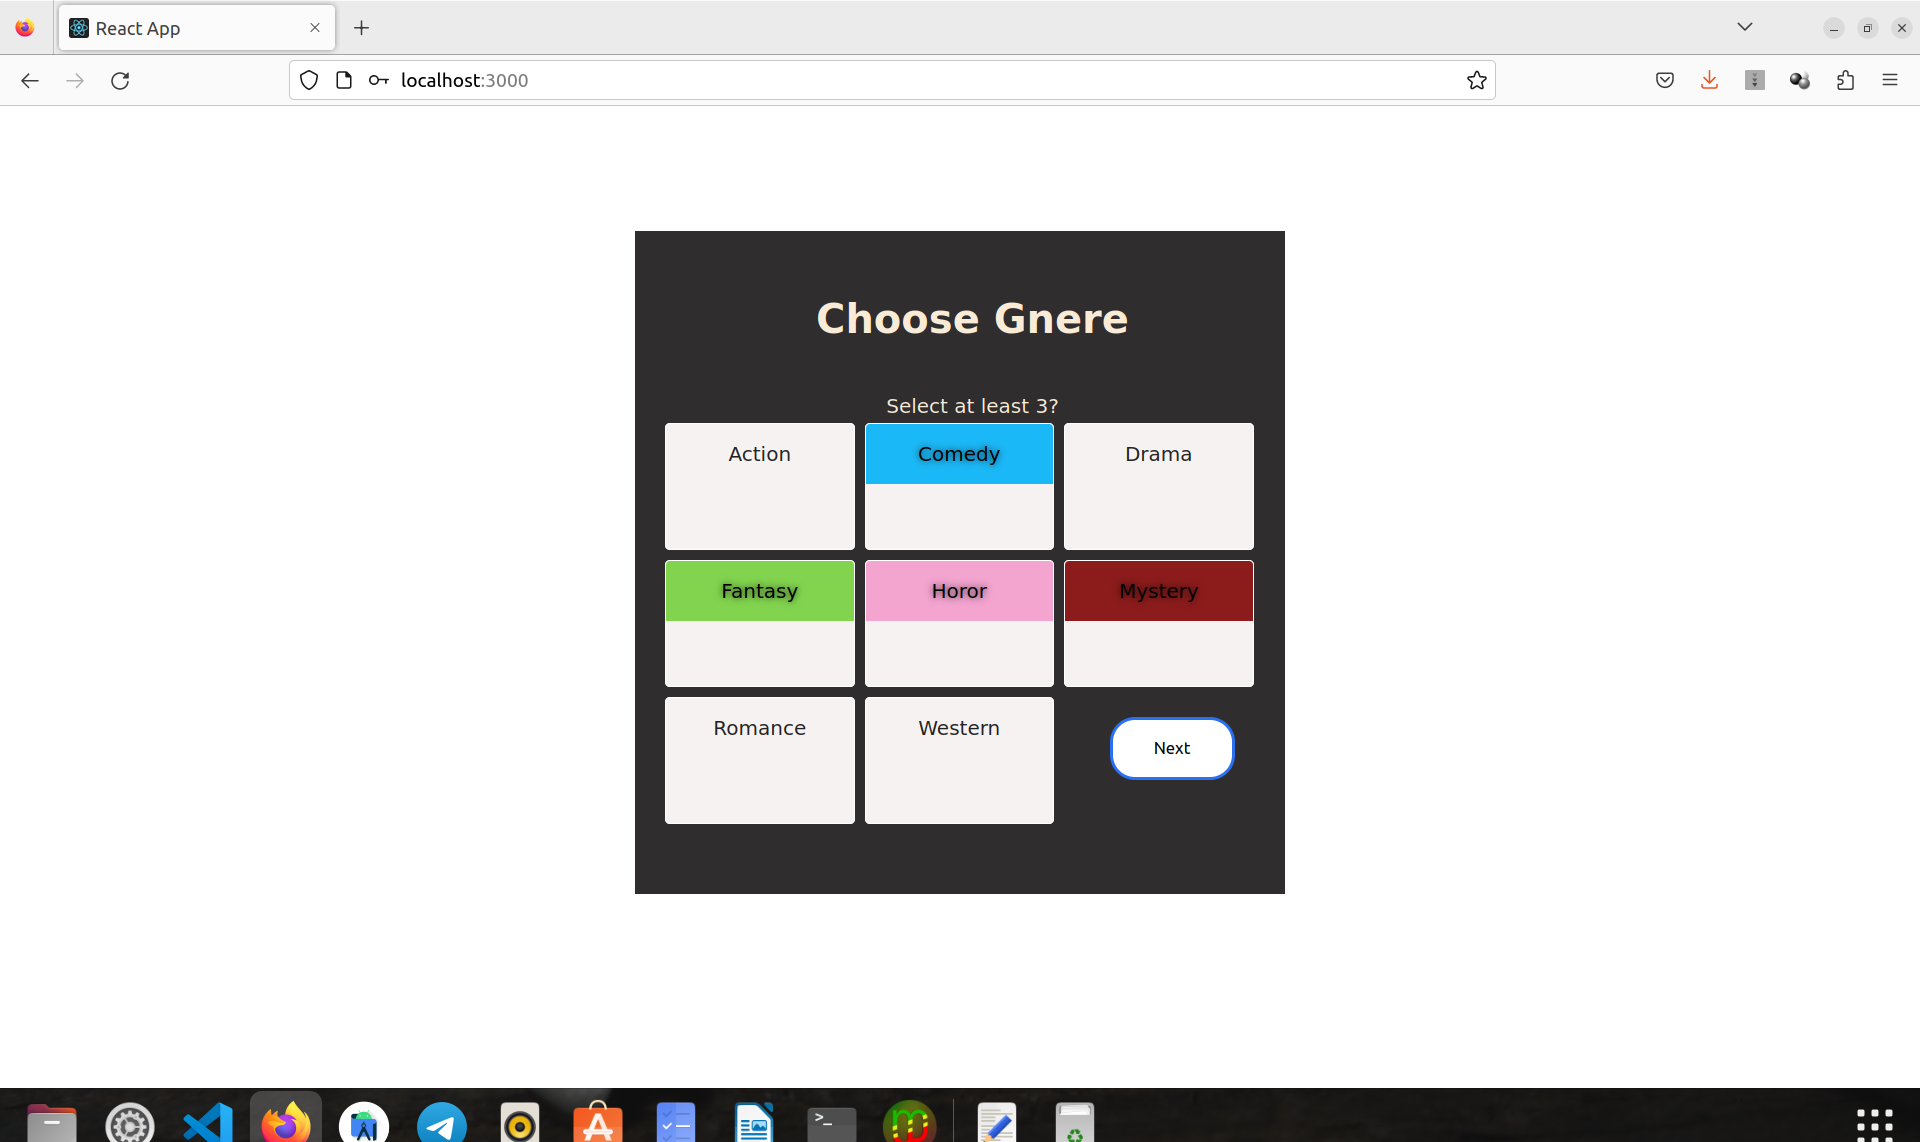 React App
localhost:3000
Choose Gnere
Select at least 3?
Action
Comedy
Drama
Fantasy
Horor
Mystery
Romance
Western
Next